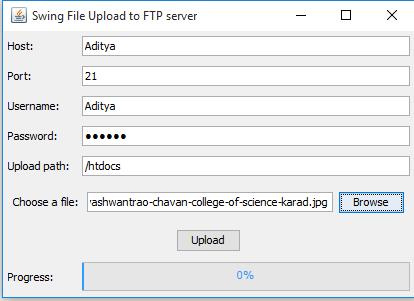 Swing File Upload to FTP server
Host: Aditya
Port: 21
Username: Aditya
Password: ●●●●●●
Upload path: /htdocs
Choose a file: yashwantrao-chavan-college-of-science-karad.jpg Browse
Upload
Progress: 0%